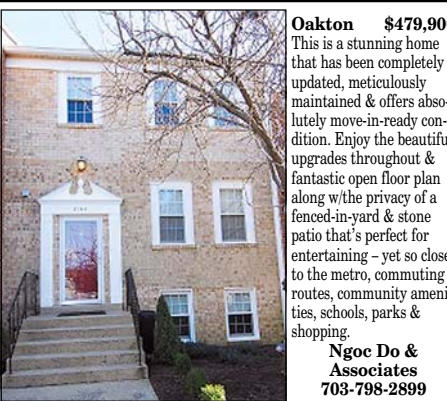 Oakton $479,90
This is a stunning home
that has been completely
updated, meticulously
maintained & offers abso-
lutely move-in-ready con-
dition. Enjoy the beautifu
upgrades throughout &
fantastic open floor plan
along w/the privacy of a
fenced-in-yard & stone
patio that's perfect for
entertaining – yet so close
to the metro, commuting
routes, community ameni
ties, schools, parks &
shopping.
Ngoc Do &
Associates
703-798-2899